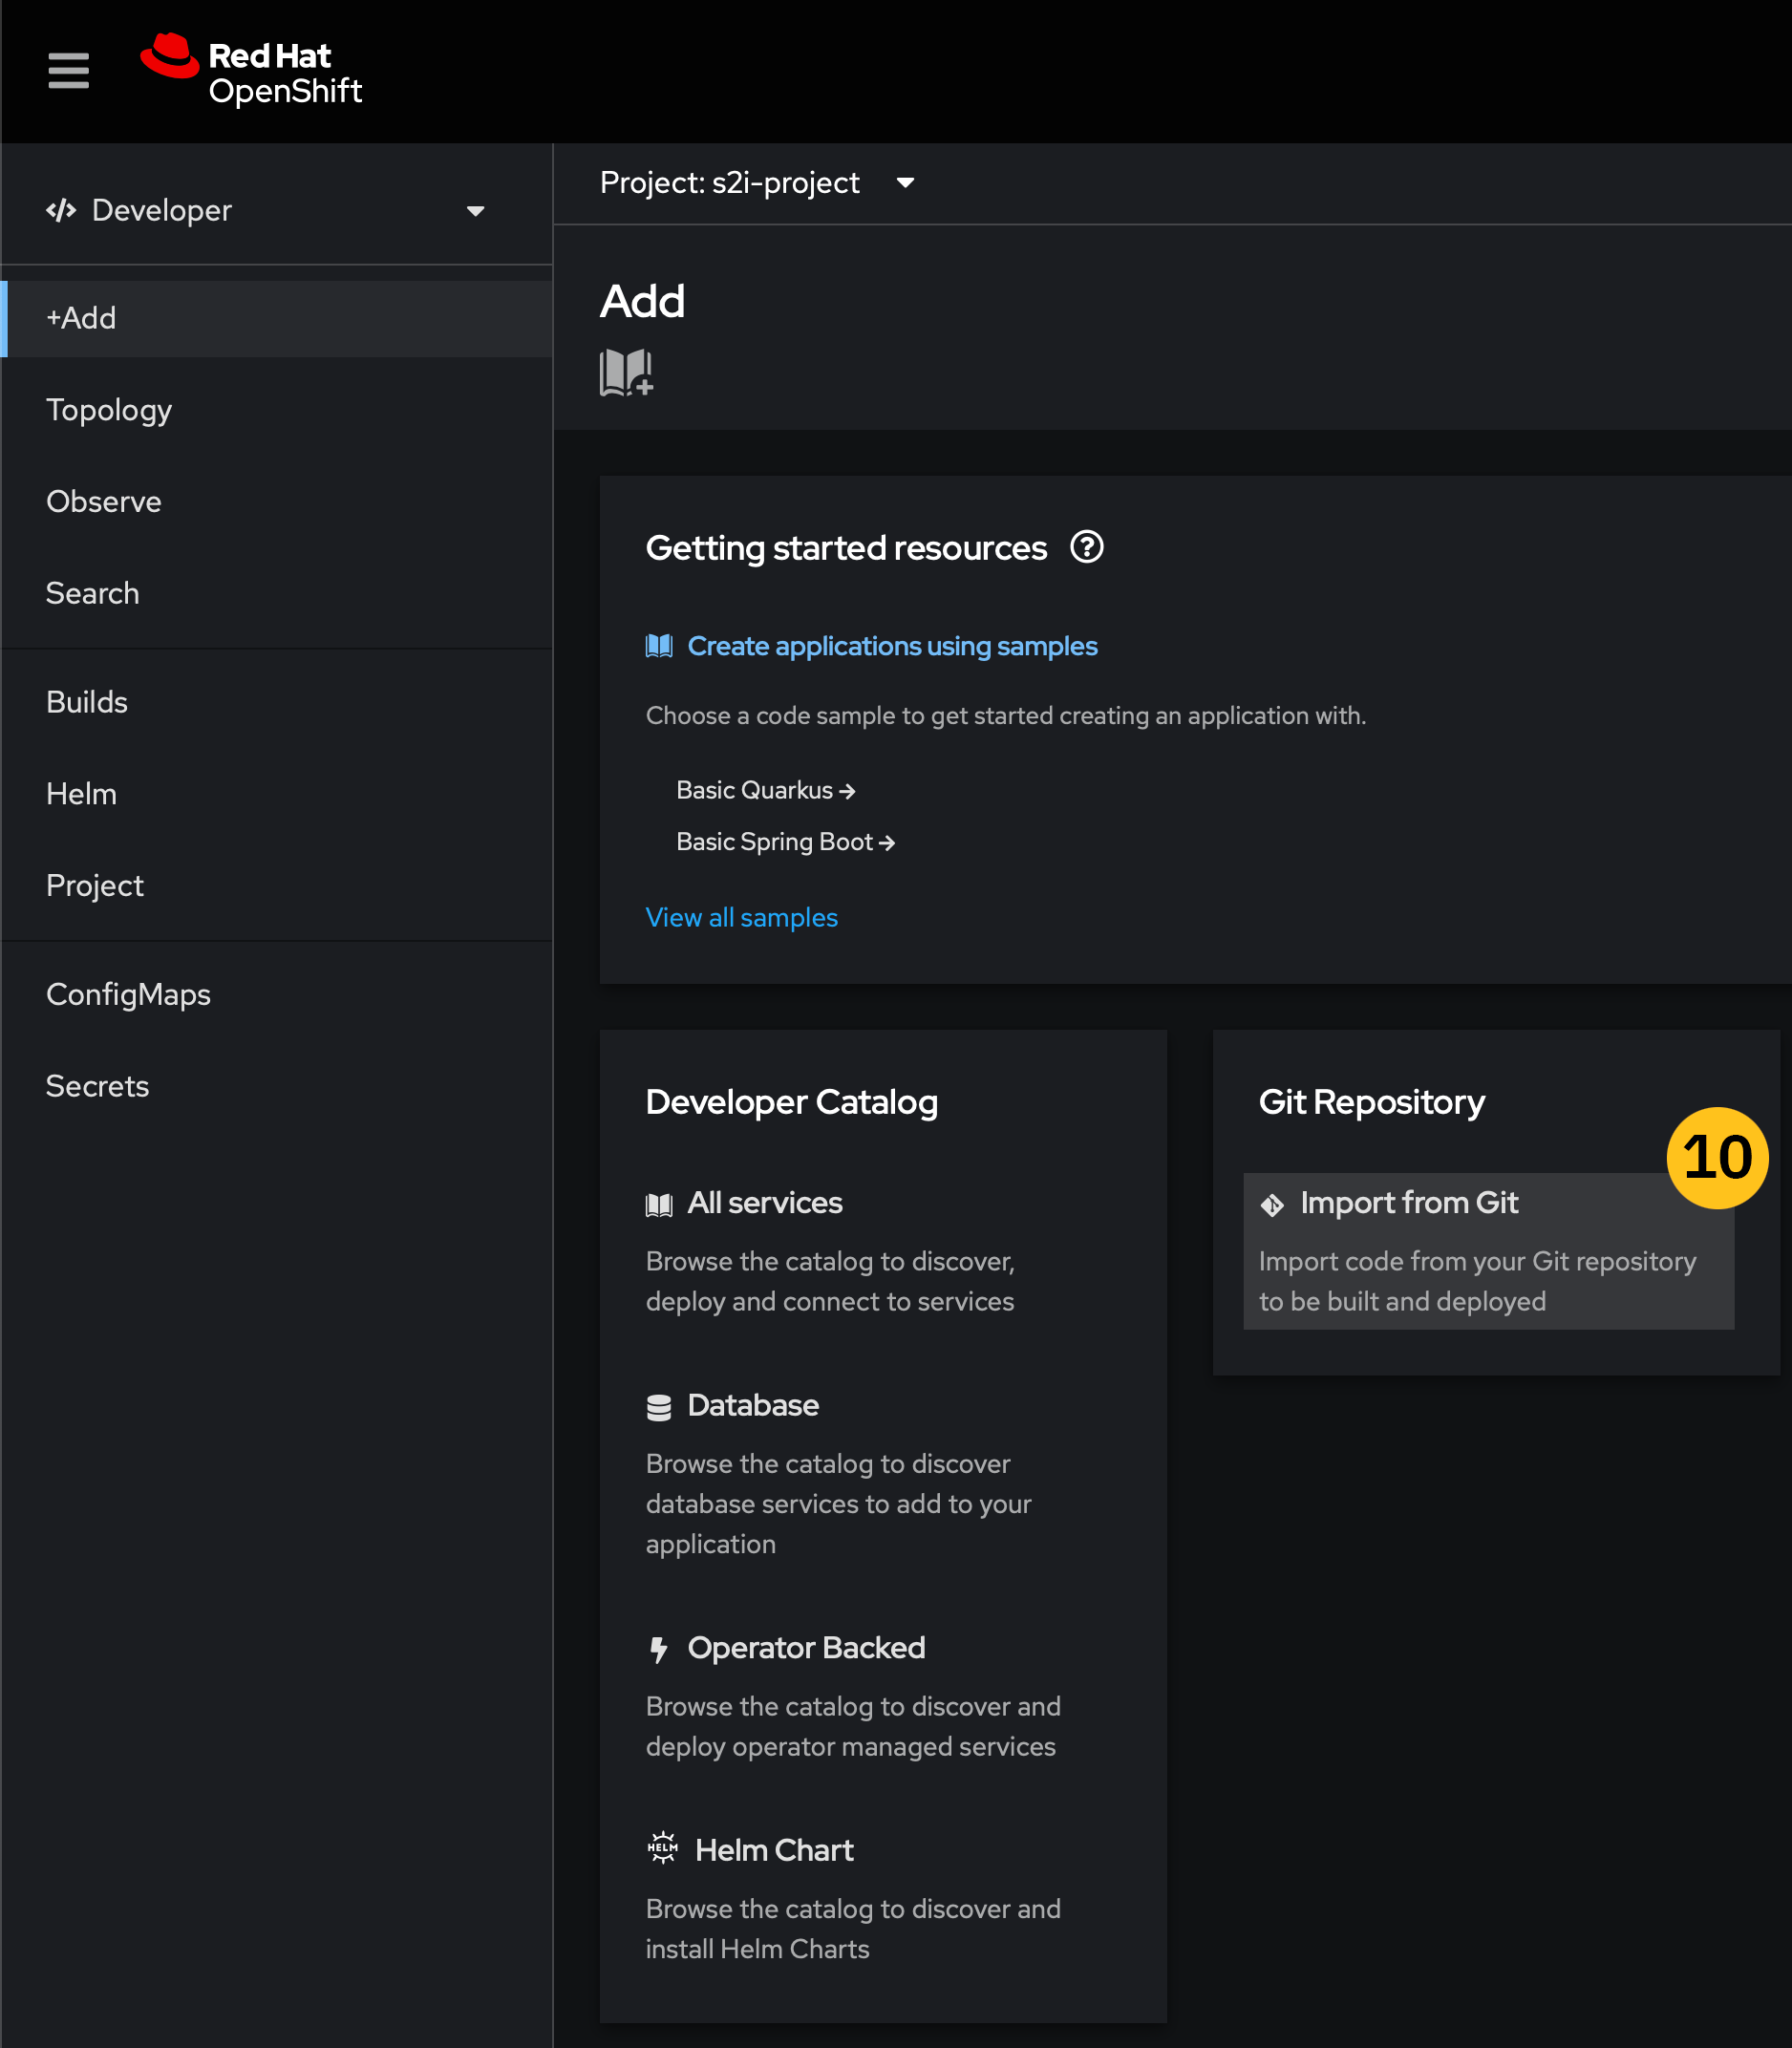 Red Hat
OpenShift
Developer
+Add
Topology
Observe
Search
Builds
Helm
Project
ConfigMaps
Secrets
Project: s2i-project
Add
Getting started resources
Create applications using samples
Choose a code sample to get started creating an application with.
Basic Quarkus
Basic Spring Boot
View all samples
Developer Catalog
All services
Browse the catalog to discover,
deploy and connect to services
Database
Browse the catalog to discover
database services to add to your
application
Operator Backed
Browse the catalog to discover and
deploy operator managed services
HELM
Helm Chart
Browse the catalog to discover and
install Helm Charts
Git Repository
10
Import from Git
Import code from your Git repository
to be built and deployed